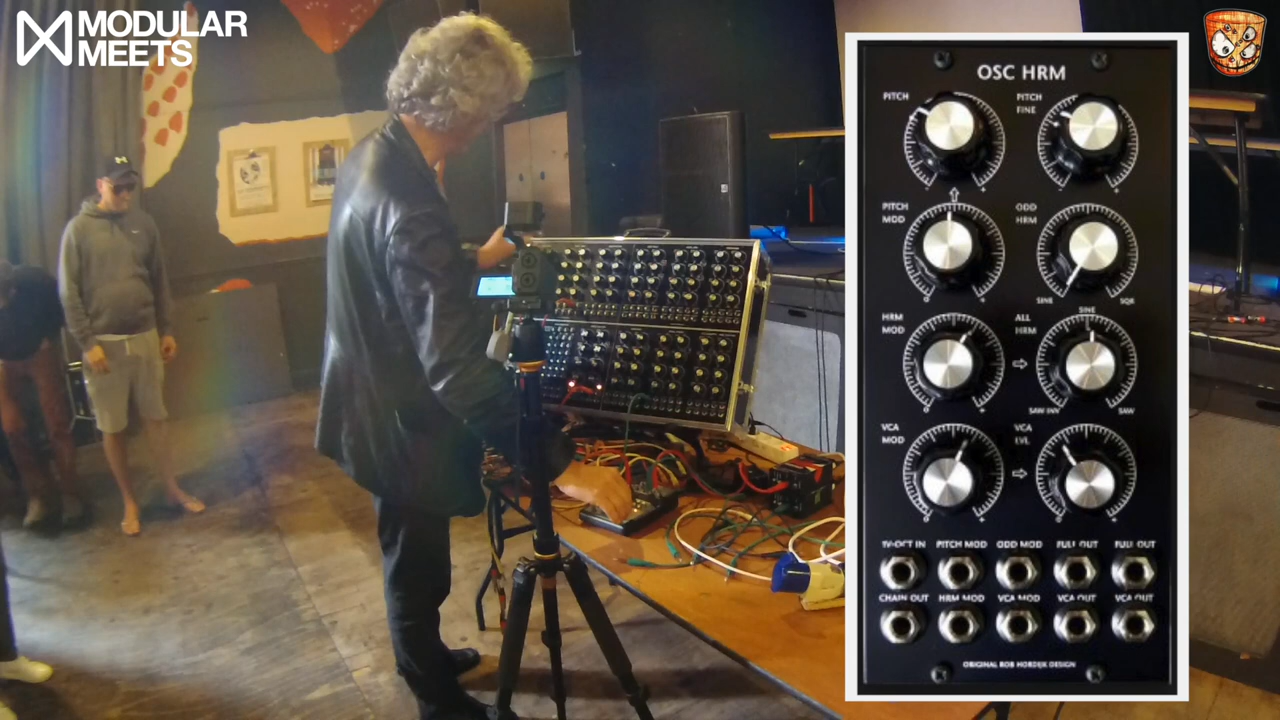 MODULAR
MEETS
OSC HRM
PITCH
PITCH
FINE
PITCH
MOD
ODD
HRM
SINE
SQR
HRM
MOD
ALL
HRM
SINE
SAW INV
SAW
VCA
MOD
VCA
LVL
1V-OCT IN
PITCH MOD
ODD MOD
FULL OUT
FULL OUT
CHAIN OUT
HRM MOD
VCA MOD
VCA OUT
VCA OUT
ORIGINAL ROB HORDIJK DESIGN